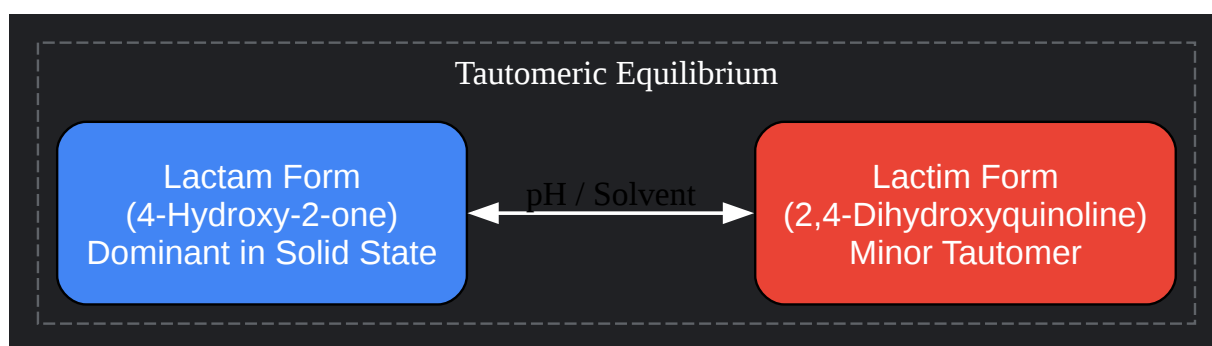 Tautomeric Equilibrium
Lactam Form
(4-Hydroxy-2-one)
Dominant in Solid State
pH / Solvent
Lactim Form
(2,4-Dihydroxyquinoline)
Minor Tautomer